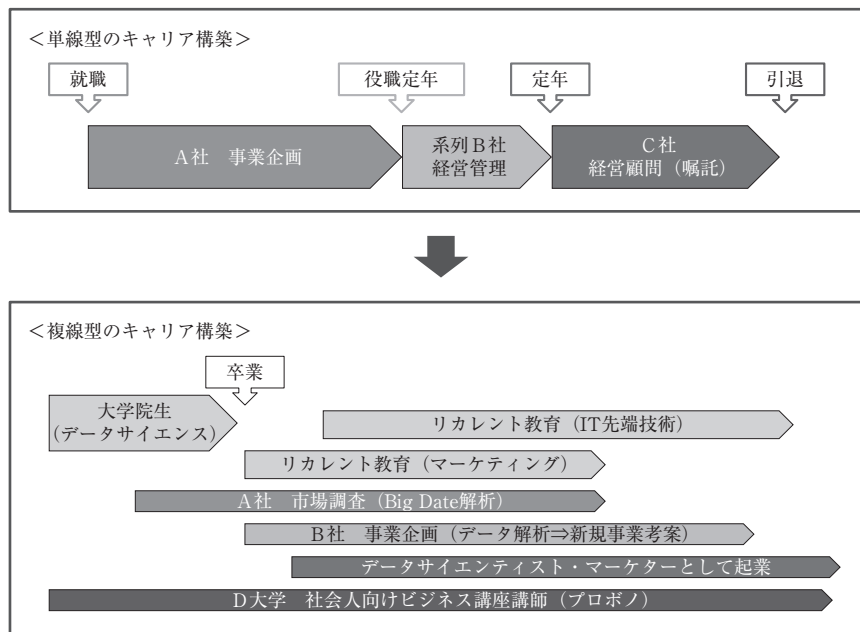 ＜単線型のキャリア構築＞
就職
役職定年
定年
引退
A社　事業企画
系列B社
経営管理
C社
経営顧問（嘱託）
＜複線型のキャリア構築＞
卒業
大学院生
（データサイエンス）
リカレント教育（IT先端技術）
リカレント教育（マーケティング）
A社　市場調査（Big Date解析）
B社　事業企画（データ解析⇒新規事業考案）
データサイエンティスト・マーケターとして起業
D大学　社会人向けビジネス講座講師（プロボノ）